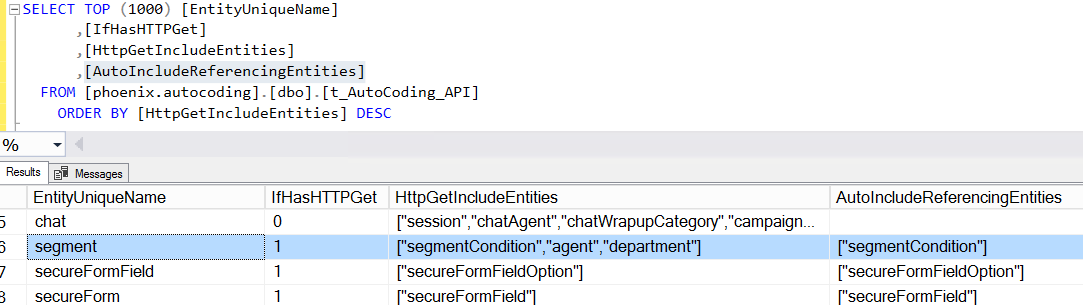 SELECT TOP (1000) [EntityUniqueName]
,[IfHasHTTPGet]
,[HttpGetIncludeEntities]
,[AutoIncludeReferencingEntities]
FROM [phoenix.autocoding].[dbo].[t_AutoCoding_API]
ORDER BY [HttpGetIncludeEntities] DESC
%
Results Messages
EntityUniqueName IfHasHTTPGet HttpGetIncludeEntities AutoIncludeReferencingEntities
5 chat 0 ["session","chatAgent","chatWrapupCategory","campaign...
6 segment 1 ["segmentCondition","agent","department"] ["segmentCondition"]
7 secureFormField 1 ["secureFormFieldOption"] ["secureFormFieldOption"]
8 secureForm 1 ["secureFormField"] ["secureFormField"]